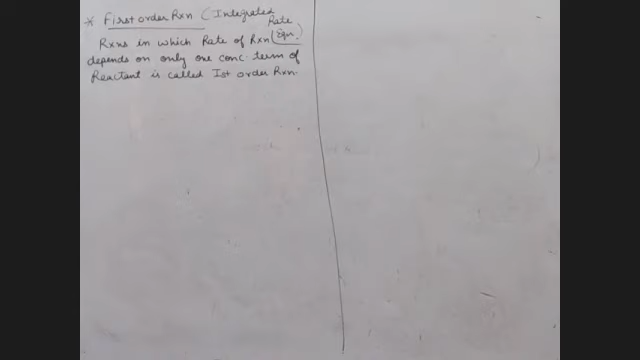 * First order Rxn (Integrated Rate Eqn.)
Rxns in which Rate of Rxn
depends on only one conc. term of
Reactant is called Ist order Rxn.